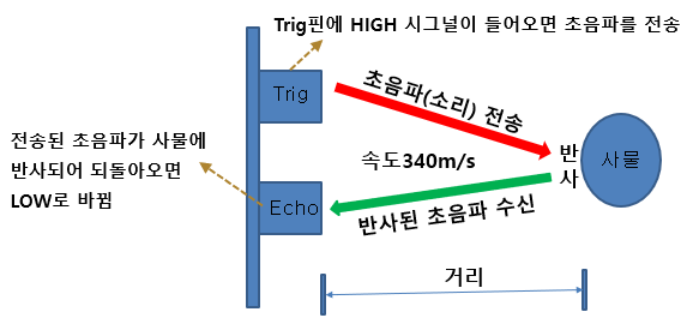 Trig핀에 HIGH 시그널이 들어오면 초음파를 전송
Trig
초음파(소리) 전송
전송된 초음파가 사물에
반사되어 되돌아오면
LOW로 바뀜
속도340m/s
반
사
사물
Echo
반사된 초음파 수신
거리